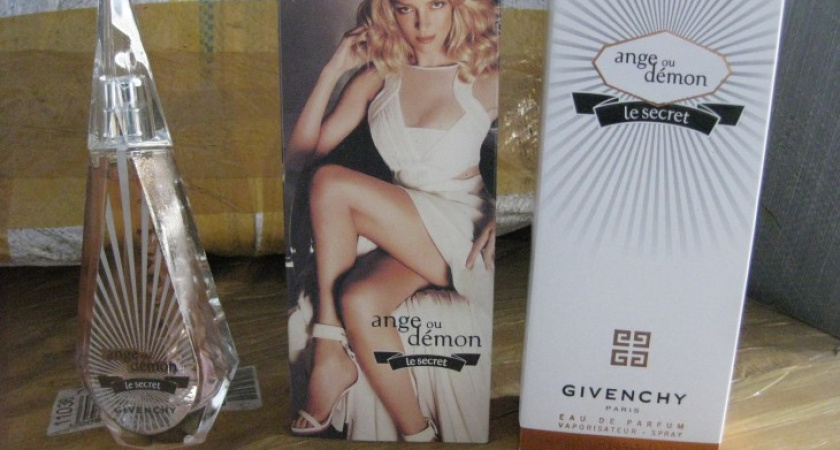 ange ou
démon
le secret
GIVENCHY
11036
ange ou
démon
le secret
ange ou
démon
le secret
GIVENCHY
PARIS
EAU DE PARFUM
VAPORISATEUR - SPRAY